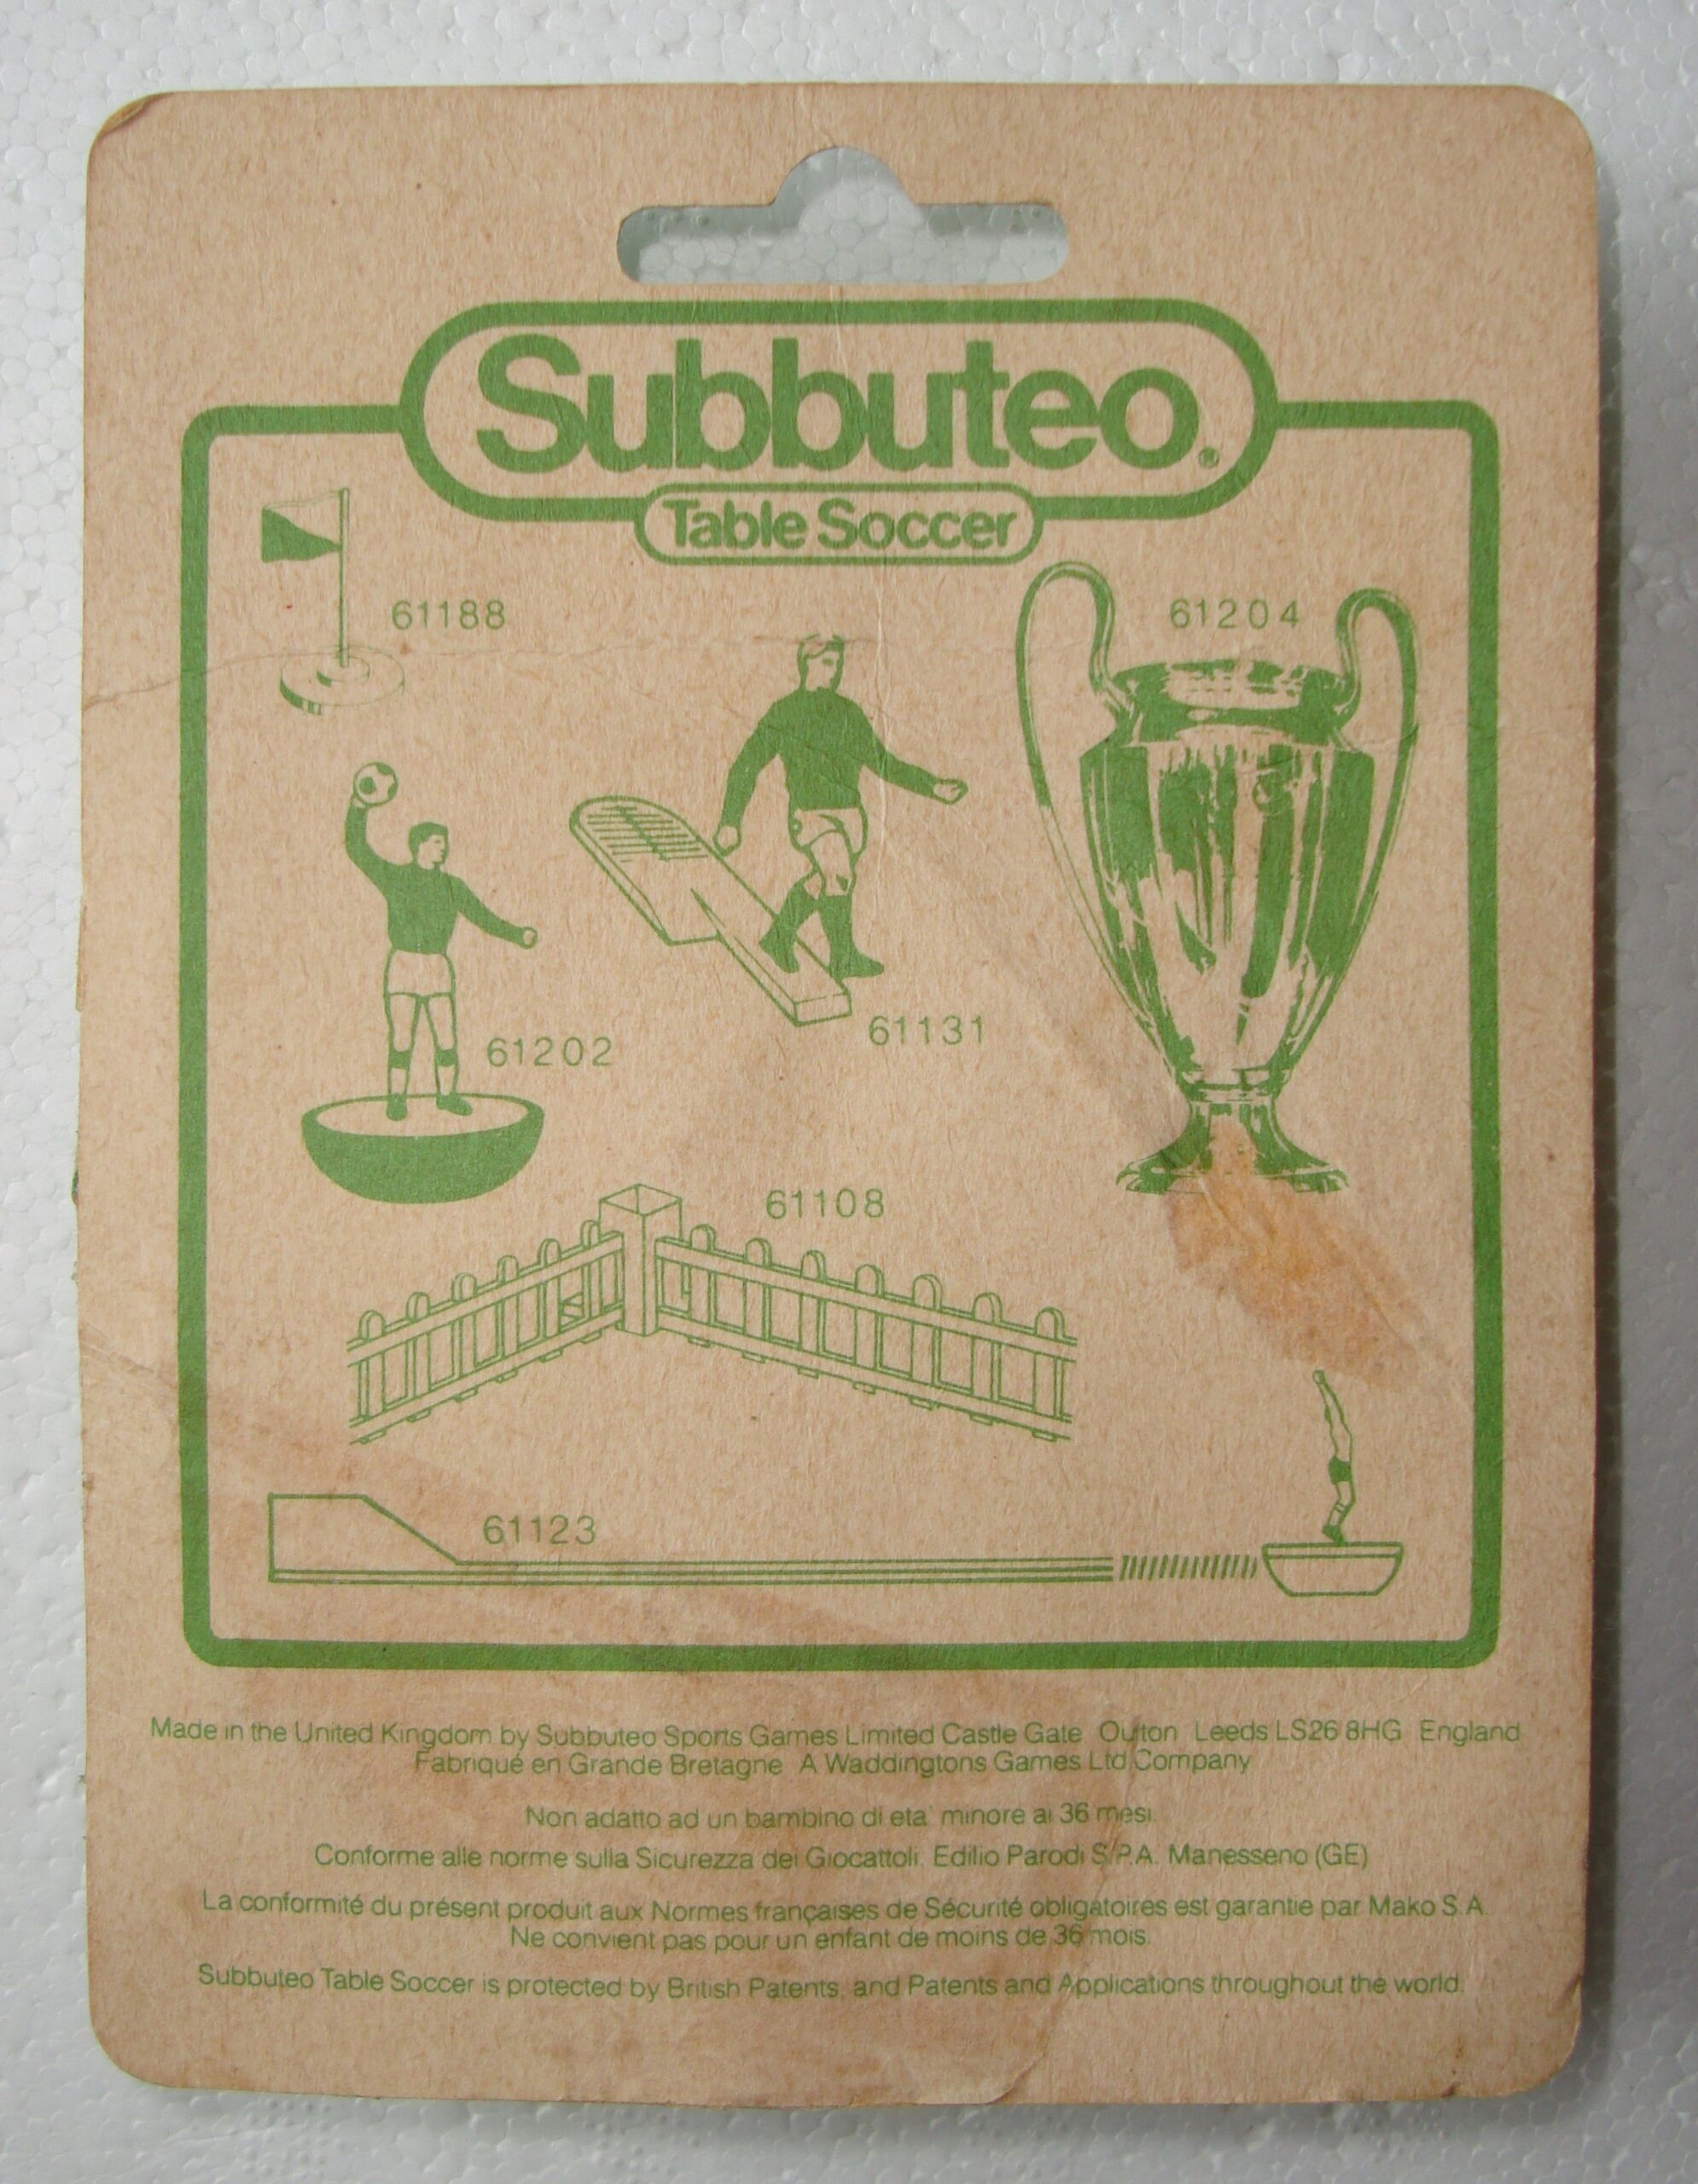 Subbuteo®
Table Soccer
61188
61204
61202
61131
61108
61123
Made in the United Kingdom by Subbuteo Sports Games Limited Castle Gate Oulton Leeds LS26 8HG England
Fabriqué en Grande Bretagne A Waddingtons Games Ltd Company
Non adatto ad un bambino di eta' minore ai 36 mesi.
Conforme alle norme sulla Sicurezza dei Giocattoli. Edilio Parodi S.P.A. Manesseno (GE)
La conformité du présent produit aux Normes françaises de Sécurité obligatoires est garantie par Mako S.A.
Ne convient pas pour un enfant de moins de 36 mois.
Subbuteo Table Soccer is protected by British Patents, and Patents and Applications throughout the world.